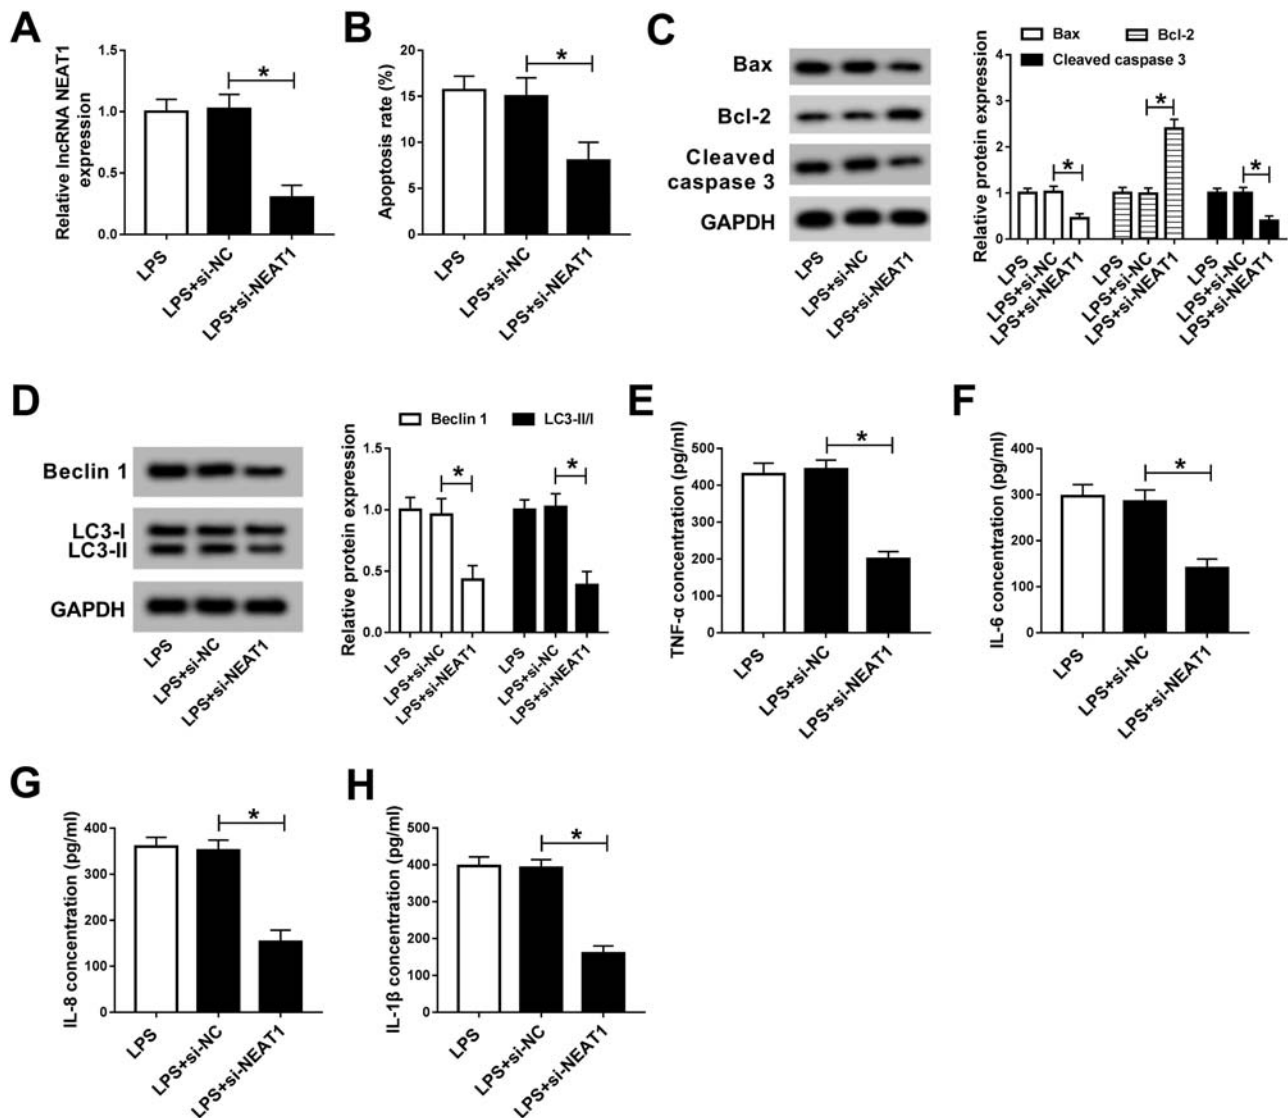 A
Relative lncRNA NEAT1
expression
1.5
1.0
0.5
0.0
*
LPS
LPS+si-NC
LPS+si-NEAT1
B
Apoptosis rate (%)
20
15
10
5
0
*
LPS
LPS+si-NC
LPS+si-NEAT1
C
Bax
Bcl-2
Cleaved
caspase 3
GAPDH
LPS
LPS+si-NC
LPS+si-NEAT1
Bax
Bcl-2
Cleaved caspase 3
Relative protein expression
4
3
2
1
0
*
*
*
LPS
LPS+si-NC
LPS+si-NEAT1
LPS
LPS+si-NC
LPS+si-NEAT1
LPS
LPS+si-NC
LPS+si-NEAT1
D
Beclin 1
LC3-I
LC3-II
GAPDH
LPS
LPS+si-NC
LPS+si-NEAT1
Beclin 1
LC3-II/I
Relative protein expression
1.5
1.0
0.5
0.0
*
*
LPS
LPS+si-NC
LPS+si-NEAT1
LPS
LPS+si-NC
LPS+si-NEAT1
E
TNF-α concentration (pg/ml)
500
400
300
200
100
0
*
LPS
LPS+si-NC
LPS+si-NEAT1
F
IL-6 concentration (pg/ml)
400
300
200
100
0
*
LPS
LPS+si-NC
LPS+si-NEAT1
G
IL-8 concentration (pg/ml)
400
300
200
100
0
*
LPS
LPS+si-NC
LPS+si-NEAT1
H
IL-1β concentration (pg/ml)
500
400
300
200
100
0
*
LPS
LPS+si-NC
LPS+si-NEAT1